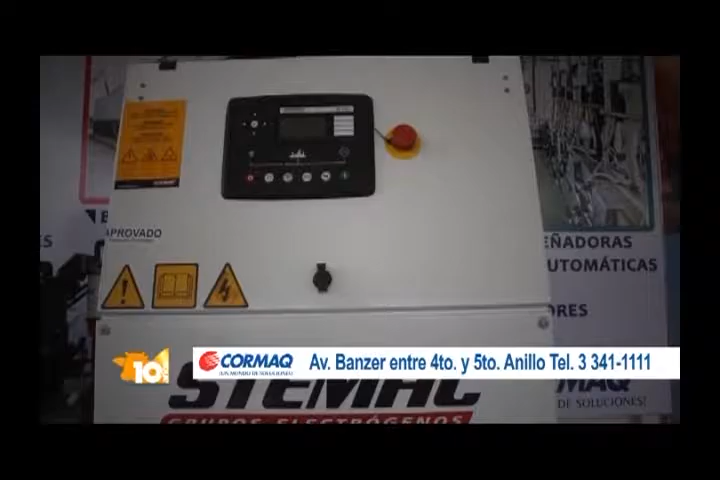 CORMAQ
APROVADO
EÑADORAS
UTOMÁTICAS
ORES
10
CORMAQ
¡UN MUNDO DE SOLUCIONES!
Av. Banzer entre 4to. y 5to. Anillo Tel. 3 341-1111
STEMAC
GRUPOS ELECTRÓGENOS
MAQ
DE SOLUCIONES!